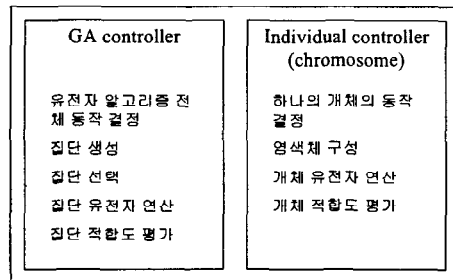 GA controller
유전자 알고리즘 전
체 동작 결정
집단 생성
집단 선택
집단 유전자 연산
집단 적합도 평가
Individual controller
(chromosome)
하나의 개체의 동작
결정
염색체 구성
개체 유전자 연산
개체 적합도 평가